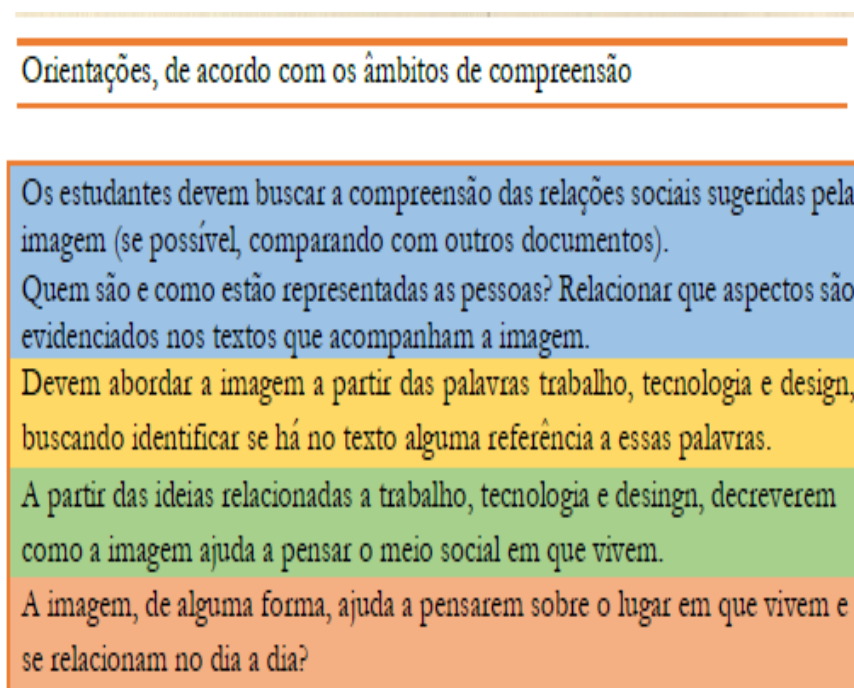 Orientações, de acordo com os âmbitos de compreensão
Os estudantes devem buscar a compreensão das relações sociais sugeridas pela
imagem (se possível, comparando com outros documentos).
Quem são e como estão representadas as pessoas? Relacionar que aspectos são
evidenciados nos textos que acompanham a imagem.
Devem abordar a imagem a partir das palavras trabalho, tecnologia e design,
buscando identificar se há no texto alguma referência a essas palavras.
A partir das ideias relacionadas a trabalho, tecnologia e desingn, decreverem
como a imagem ajuda a pensar o meio social em que vivem.
A imagem, de alguma forma, ajuda a pensarem sobre o lugar em que vivem e
se relacionam no dia a dia?